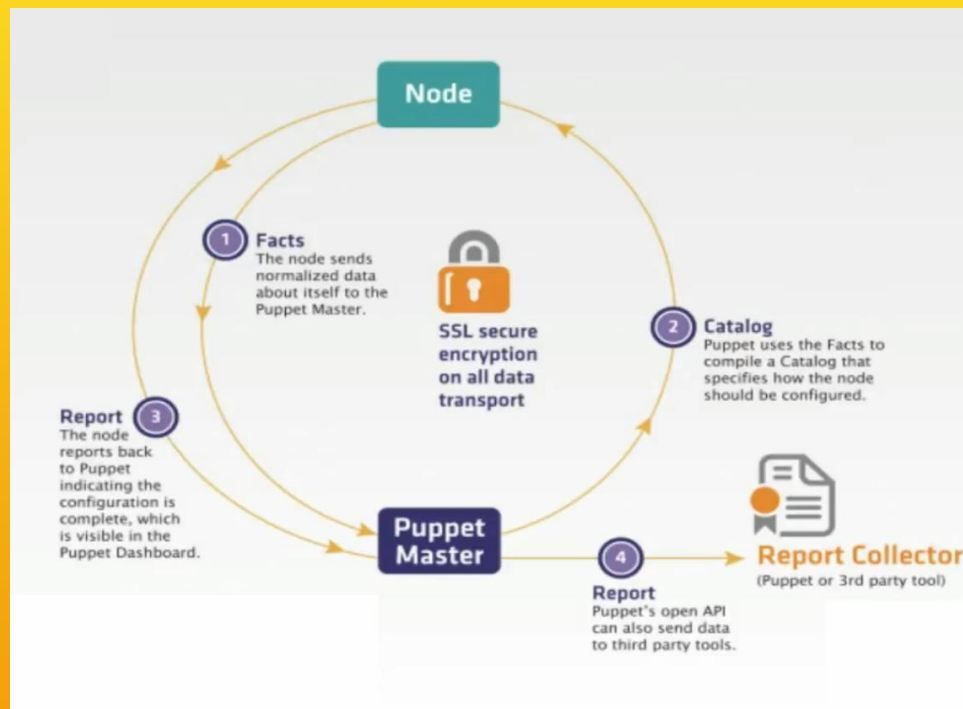 Node
1
Facts
The node sends
normalized data
about itself to the
Puppet Master.
SSL secure
encryption
on all data
transport
2
Catalog
Puppet uses the Facts to
compile a Catalog that
specifies how the node
should be configured.
Report
3
The node
reports back
to Puppet
indicating the
configuration is
complete, which
is visible in the
Puppet Dashboard.
Puppet
Master
4
Report
Puppet's open API
can also send data
to third party tools.
Report Collector
(Puppet or 3rd party tool)